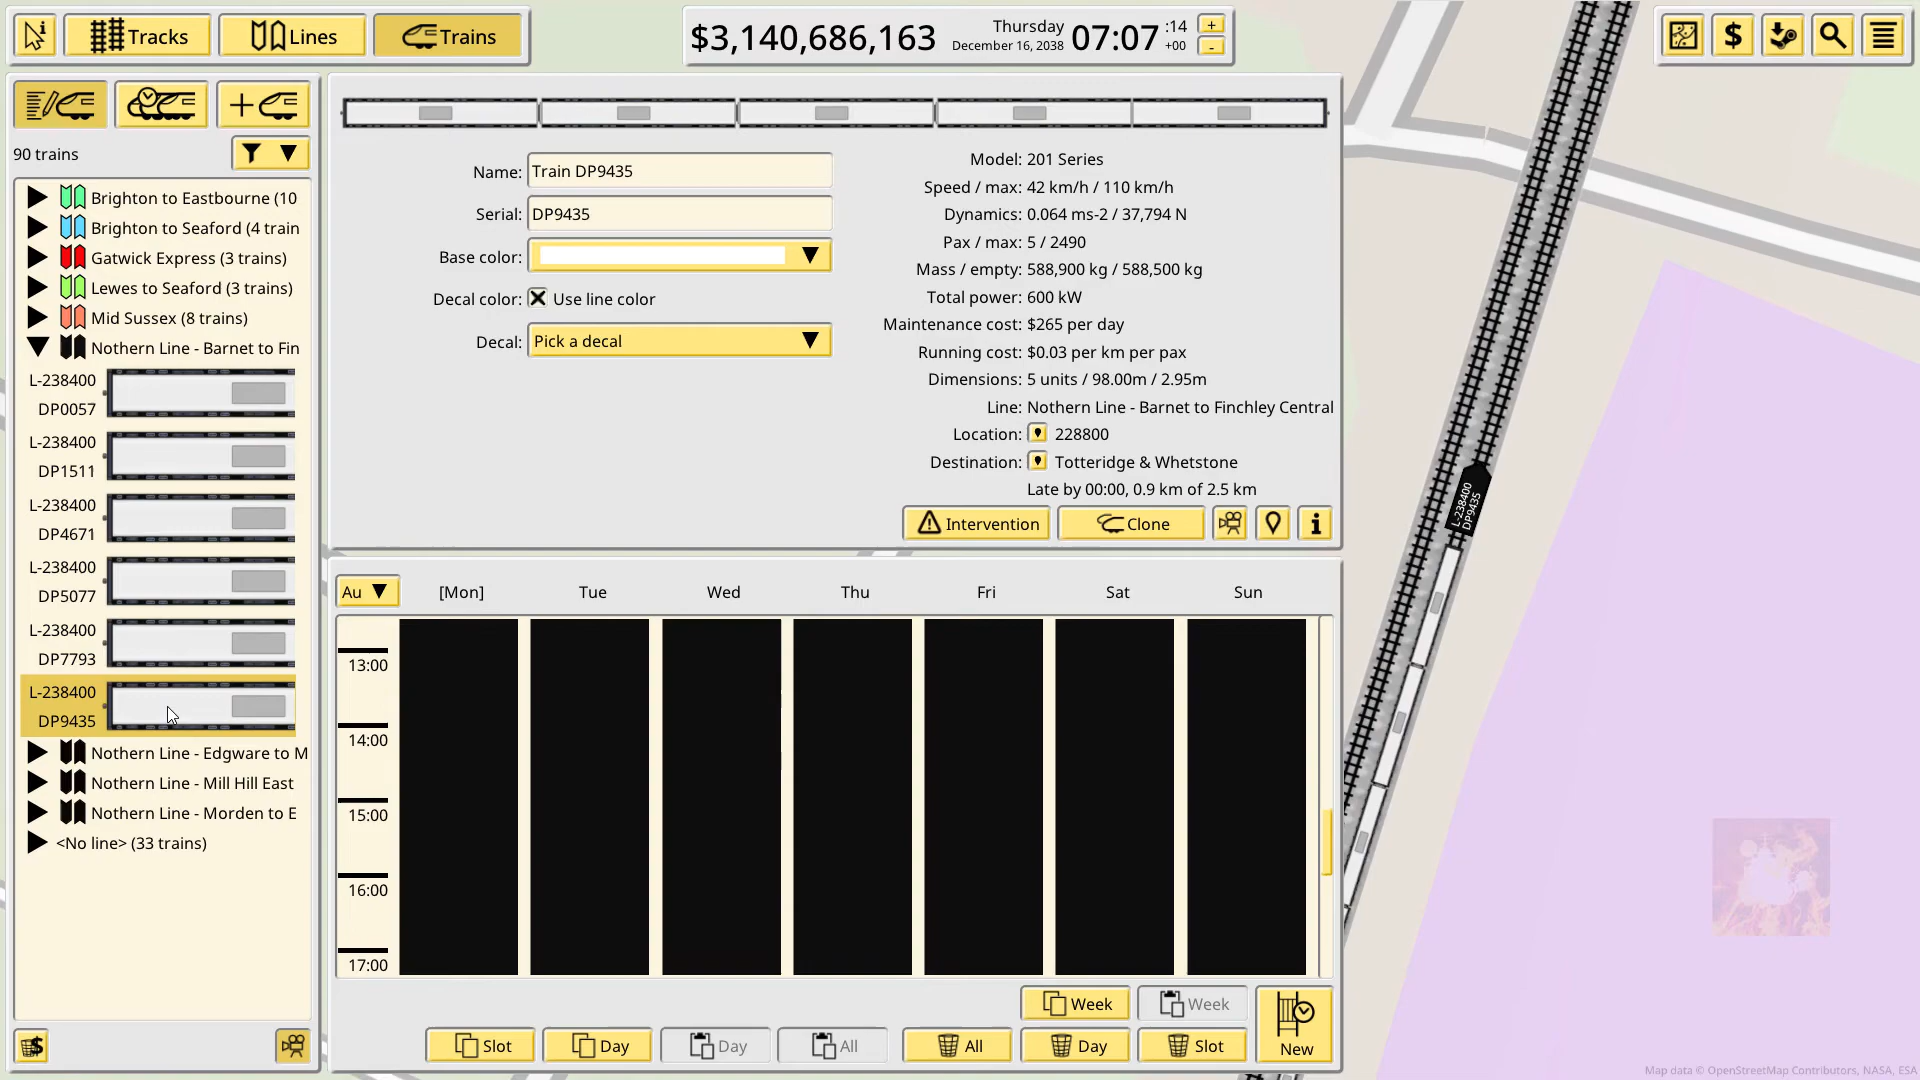 Tracks
Lines
Trains
$3,140,686,163
Thursday
December 16, 2038
07:07
:14
+00
+
-
$
90 trains
Brighton to Eastbourne (10
Brighton to Seaford (4 train
Gatwick Express (3 trains)
Lewes to Seaford (3 trains)
Mid Sussex (8 trains)
Nothern Line - Barnet to Fin
L-238400
DP0057
L-238400
DP1511
L-238400
DP4671
L-238400
DP5077
L-238400
DP7793
L-238400
DP9435
Nothern Line - Edgware to M
Nothern Line - Mill Hill East
Nothern Line - Morden to E
<No line> (33 trains)
Name: Train DP9435
Serial: DP9435
Base color:
Decal color: Use line color
Decal: Pick a decal
Model: 201 Series
Speed / max: 42 km/h / 110 km/h
Dynamics: 0.064 ms-2 / 37,794 N
Pax / max: 5 / 2490
Mass / empty: 588,900 kg / 588,500 kg
Total power: 600 kW
Maintenance cost: $265 per day
Running cost: $0.03 per km per pax
Dimensions: 5 units / 98.00m / 2.95m
Line: Nothern Line - Barnet to Finchley Central
Location: 228800
Destination: Totteridge & Whetstone
Late by 00:00, 0.9 km of 2.5 km
Intervention
Clone
i
Au
[Mon] Tue Wed Thu Fri Sat Sun
13:00
14:00
15:00
16:00
17:00
Week
Week
New
Slot
Day
Day
All
All
Day
Slot
L-238400
DP9435
Map data © OpenStreetMap Contributors, NASA, ESA